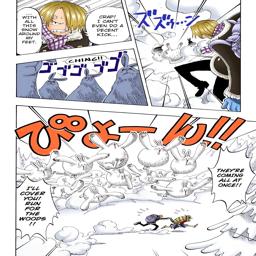 WITH
ALL THIS
SNOW
AROUND
MY
FEET,
CRAP! I
CAN'T
EVEN DO A
DECENT
KICK...
ズズゥ…ン
CHING!!
ゴゴゴゴゴ
ぴょーーん!!
THEY'RE
COMING
ALL AT
ONCE!!
I'LL
COVER
YOU!
RUN FOR
THE
WOODS
!!